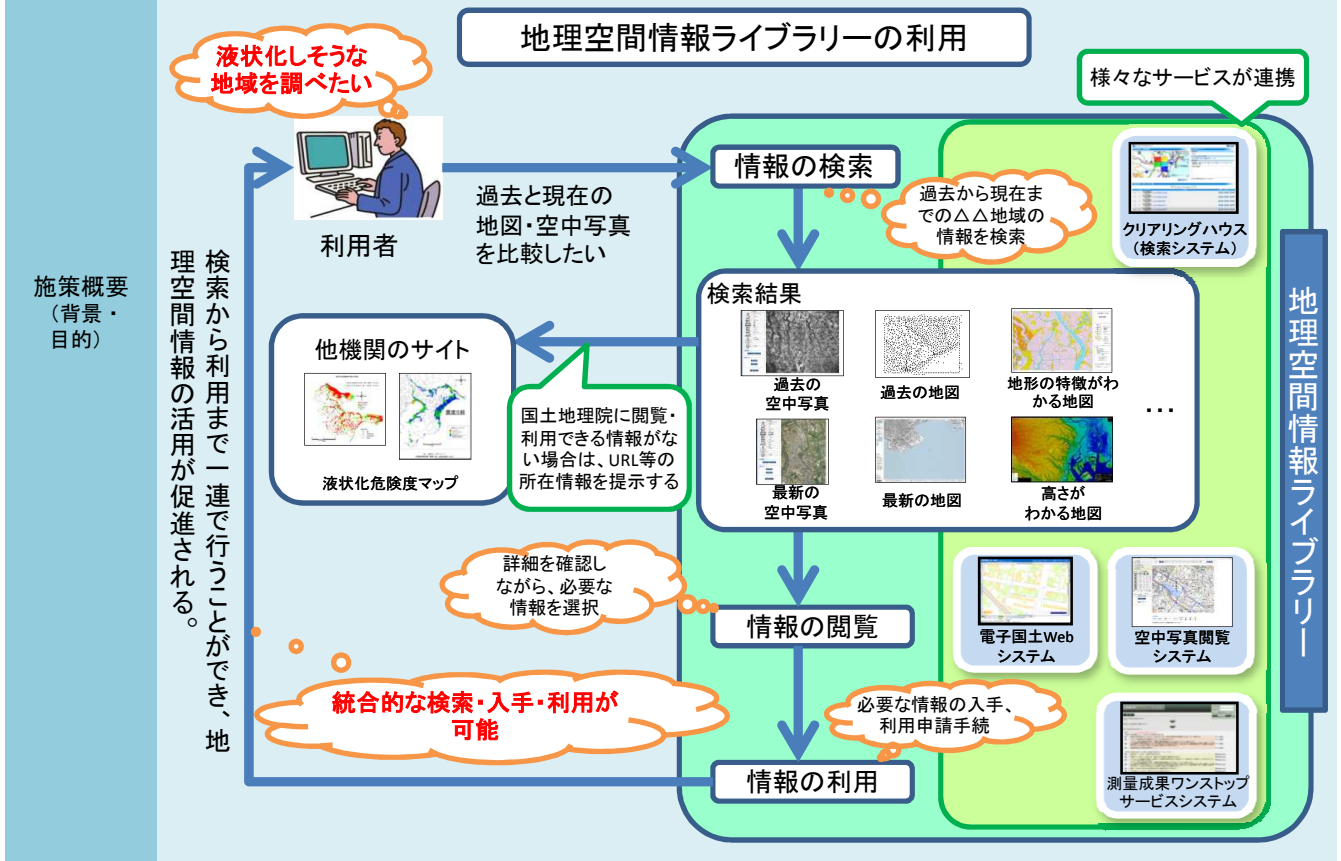 地理空間情報ライブラリーの利用
液状化しそうな
地域を調べたい
様々なサービスが連携
施策概要
（背景・
目的）
利用者
過去と現在の
地図・空中写真
を比較したい
情報の検索
過去から現在ま
での△△地域の
情報を検索
クリアリングハウス
（検索システム）
検索から利用まで一連で行うことができ、地
理空間情報の活用が促進される。
他機関のサイト
液状化危険度マップ
国土地理院に閲覧・
利用できる情報がな
い場合は、URL等の
所在情報を提示する
検索結果
過去の
空中写真
過去の地図
地形の特徴がわ
かる地図
最新の
空中写真
最新の地図
高さが
わかる地図
…
地理空間情報ライブラリー
詳細を確認し
ながら、必要な
情報を選択
情報の閲覧
電子国土Web
システム
空中写真閲覧
システム
統合的な検索・入手・利用が
可能
必要な情報の入手、
利用申請手続
情報の利用
測量成果ワンストップ
サービスシステム